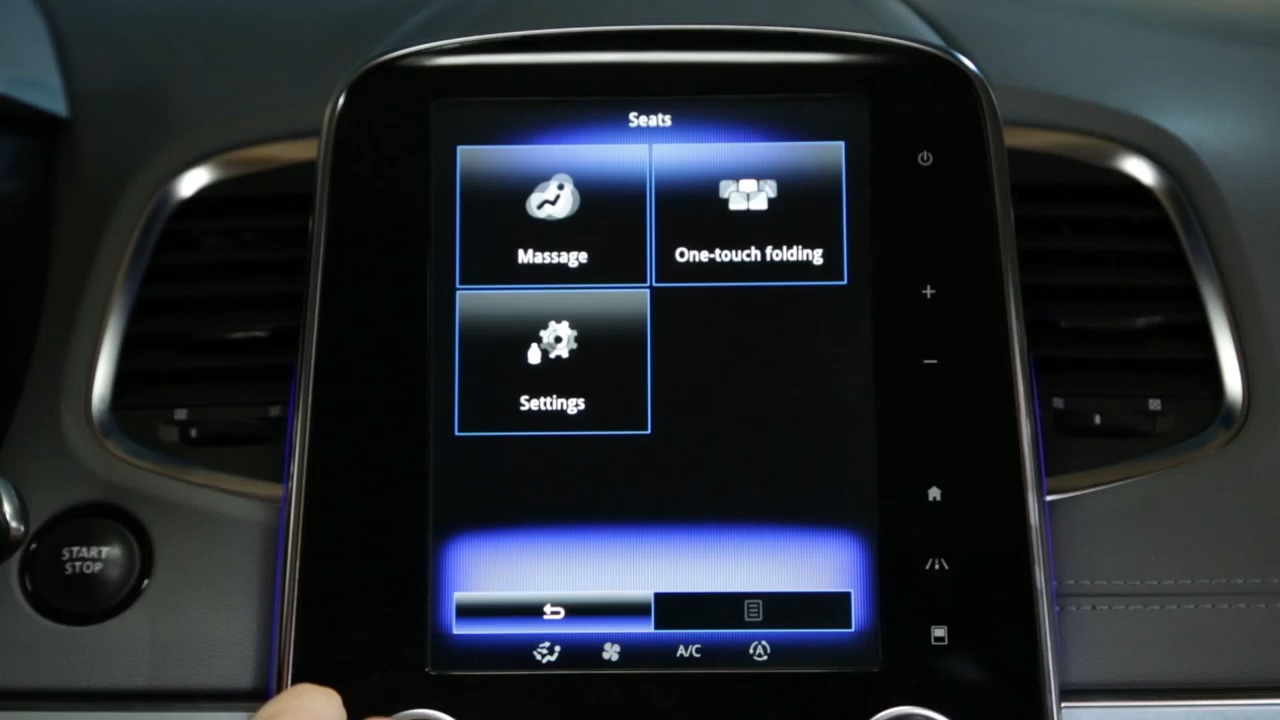 Seats
Massage
One-touch folding
Settings
START
STOP
A/C
A